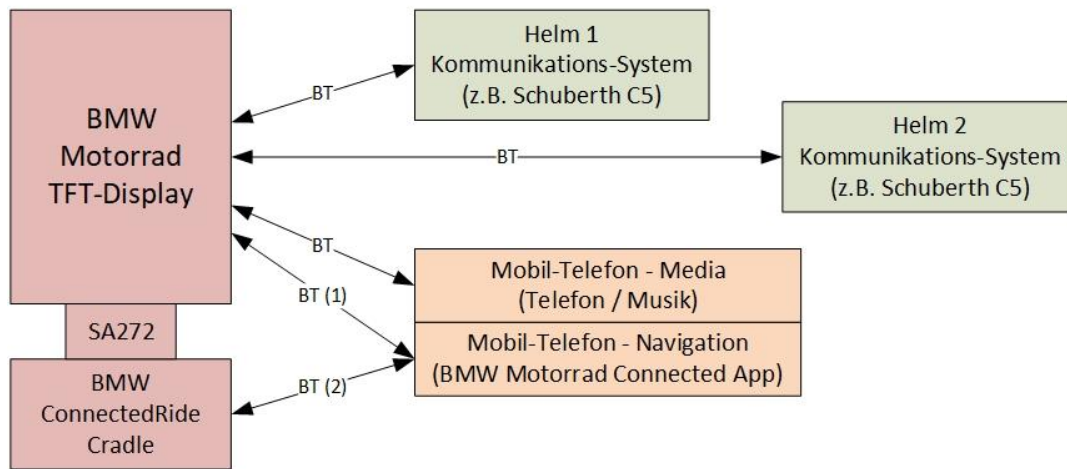 BMW
Motorrad
TFT-Display
SA272
BMW
ConnectedRide
Cradle
BT
BT
BT
BT (1)
BT (2)
Helm 1
Kommunikations-System
(z.B. Schuberth C5)
Helm 2
Kommunikations-System
(z.B. Schuberth C5)
Mobil-Telefon - Media
(Telefon / Musik)
Mobil-Telefon - Navigation
(BMW Motorrad Connected App)